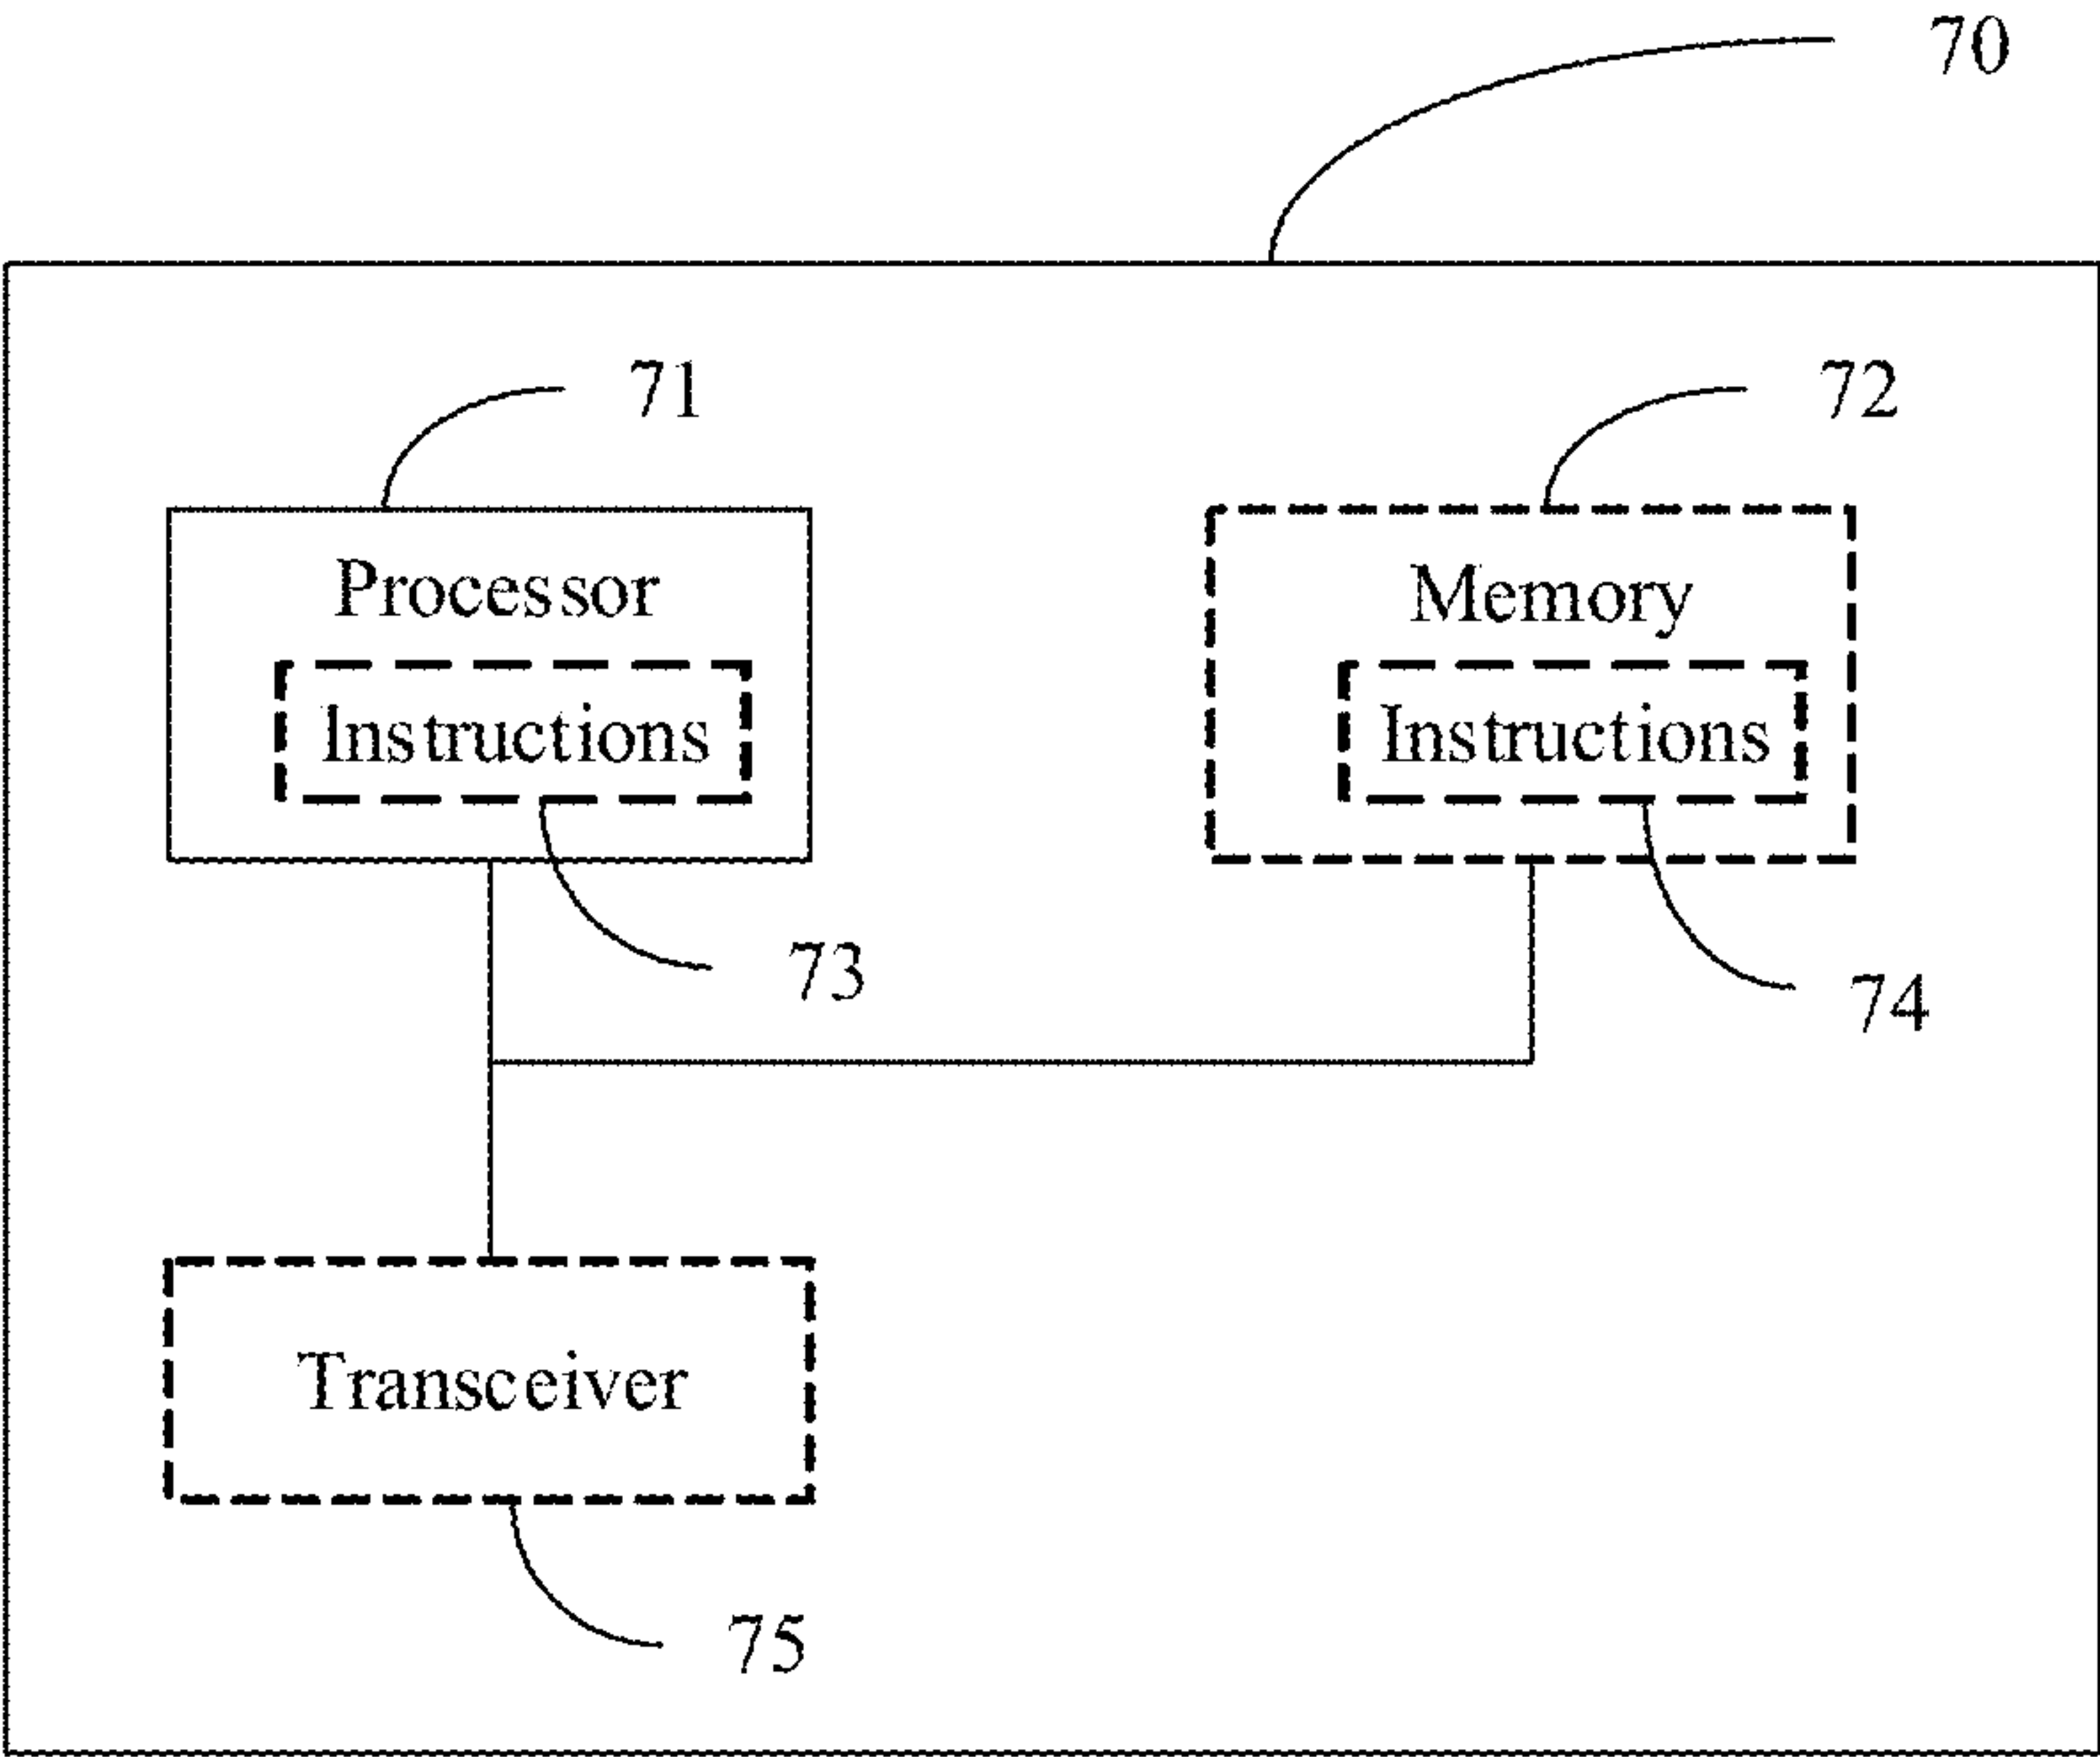 70
71
72
Processor
Memory
Instructions
Instructions
73
74
Transceiver
75